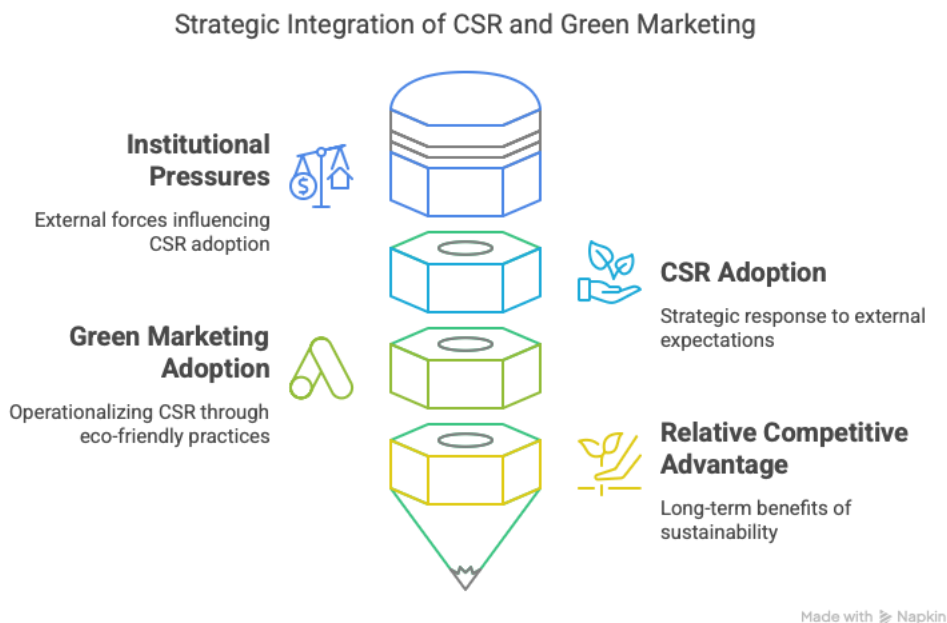 Strategic Integration of CSR and Green Marketing
Institutional
Pressures
$
External forces influencing
CSR adoption
CSR Adoption
Strategic response to external
expectations
Green Marketing
Adoption
Operationalizing CSR through
eco-friendly practices
Relative Competitive
Advantage
Long-term benefits of
sustainability
Made with Napkin